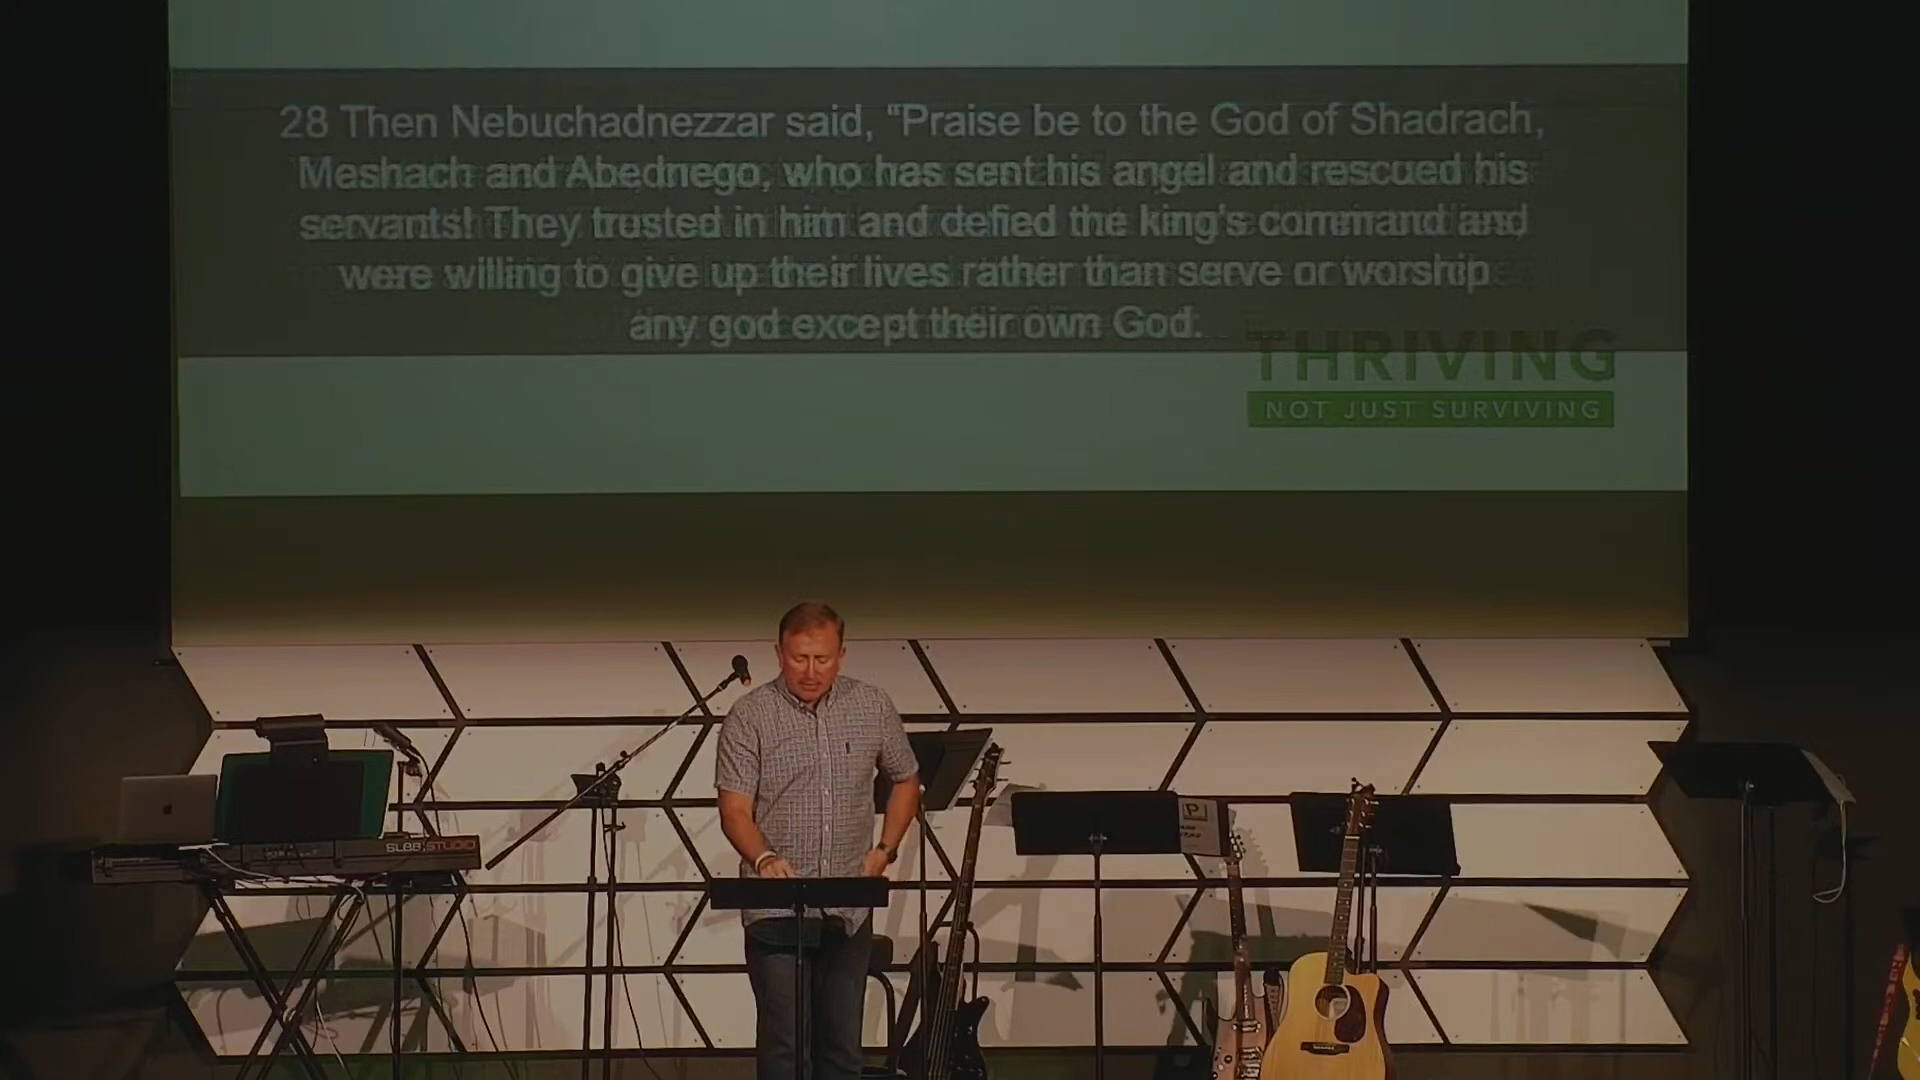 28 Then Nebuchadnezzar said, “Praise be to the God of Shadrach,
Meshach and Abednego, who has sent his angel and rescued his
servants! They trusted in him and defied the king's command and
were willing to give up their lives rather than serve or worship
any god except their own God.
THRIVING
NOT JUST SURVIVING
SL88 STUDIO
P